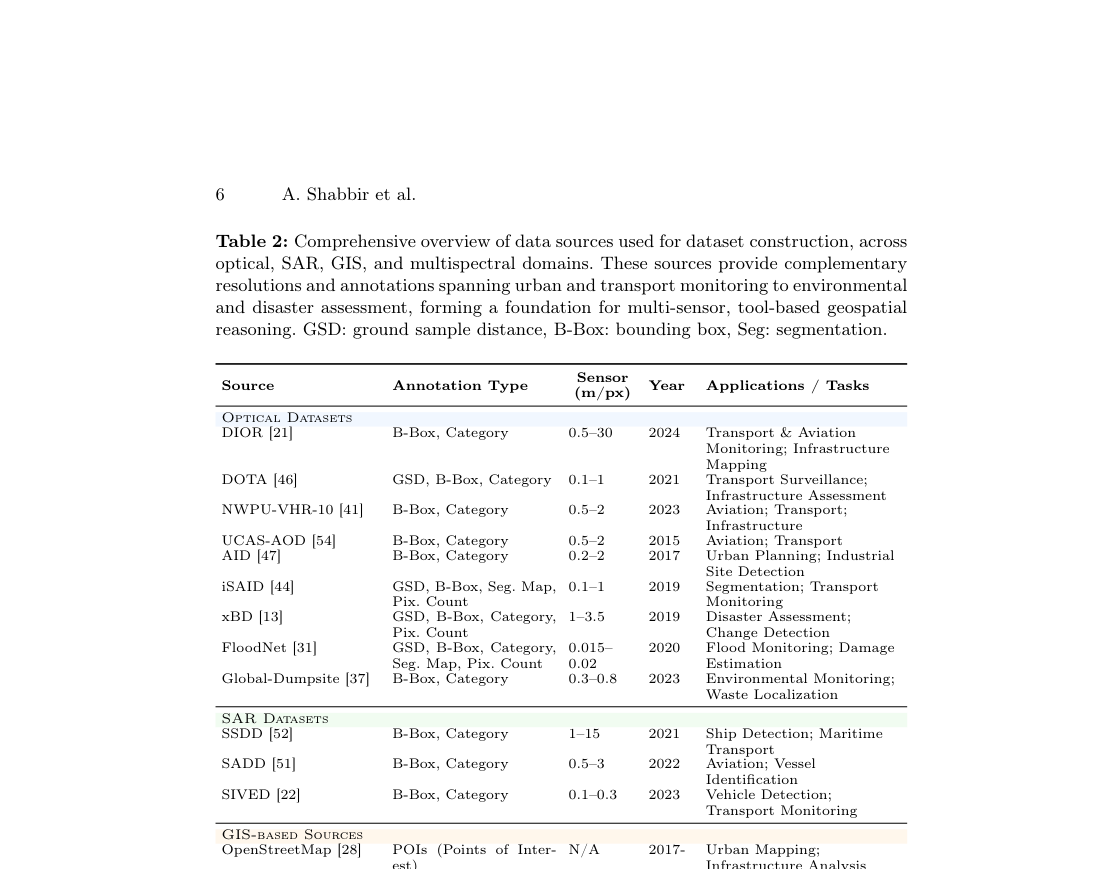 6 A. Shabbir et al.
Table 2: Comprehensive overview of data sources used for dataset construction, across
optical, SAR, GIS, and multispectral domains. These sources provide complementary
resolutions and annotations spanning urban and transport monitoring to environmental
and disaster assessment, forming a foundation for multi-sensor, tool-based geospatial
reasoning. GSD: ground sample distance, B-Box: bounding box, Seg: segmentation.
Source Annotation Type Sensor (m/px) Year Applications / Tasks
Optical Datasets
DIOR [21] B-Box, Category 0.5–30 2024 Transport & Aviation
Monitoring; Infrastructure
Mapping
DOTA [46] GSD, B-Box, Category 0.1–1 2021 Transport Surveillance;
Infrastructure Assessment
NWPU-VHR-10 [41] B-Box, Category 0.5–2 2023 Aviation; Transport;
Infrastructure
UCAS-AOD [54] B-Box, Category 0.5–2 2015 Aviation; Transport
AID [47] B-Box, Category 0.2–2 2017 Urban Planning; Industrial
Site Detection
iSAID [44] GSD, B-Box, Seg. Map, 0.1–1 2019 Segmentation; Transport
Pix. Count Monitoring
xBD [13] GSD, B-Box, Category, 1–3.5 2019 Disaster Assessment;
Pix. Count Change Detection
FloodNet [31] GSD, B-Box, Category, 0.015– 2020 Flood Monitoring; Damage
Seg. Map, Pix. Count 0.02 Estimation
Global-Dumpsite [37] B-Box, Category 0.3–0.8 2023 Environmental Monitoring;
Waste Localization
SAR Datasets
SSDD [52] B-Box, Category 1–15 2021 Ship Detection; Maritime
Transport
SADD [51] B-Box, Category 0.5–3 2022 Aviation; Vessel
Identification
SIVED [22] B-Box, Category 0.1–0.3 2023 Vehicle Detection;
Transport Monitoring
GIS-based Sources
OpenStreetMap [28] POIs (Points of Inter- N/A 2017- Urban Mapping;
est) Infrastructure Analysis